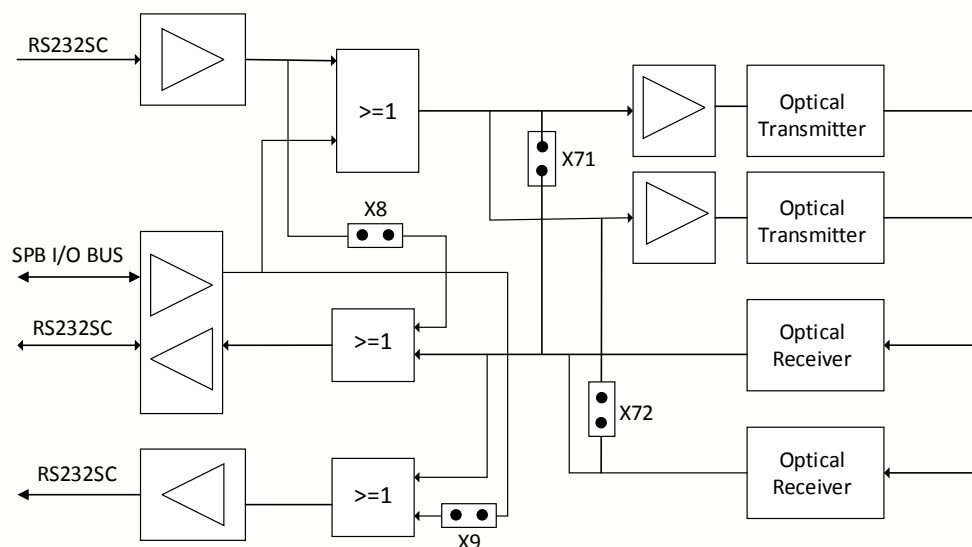 RS232SC
>=1
Optical
Transmitter
X71
X8
Optical
Transmitter
SPB I/O BUS
RS232SC
>=1
Optical
Receiver
X72
RS232SC
>=1
Optical
Receiver
X9